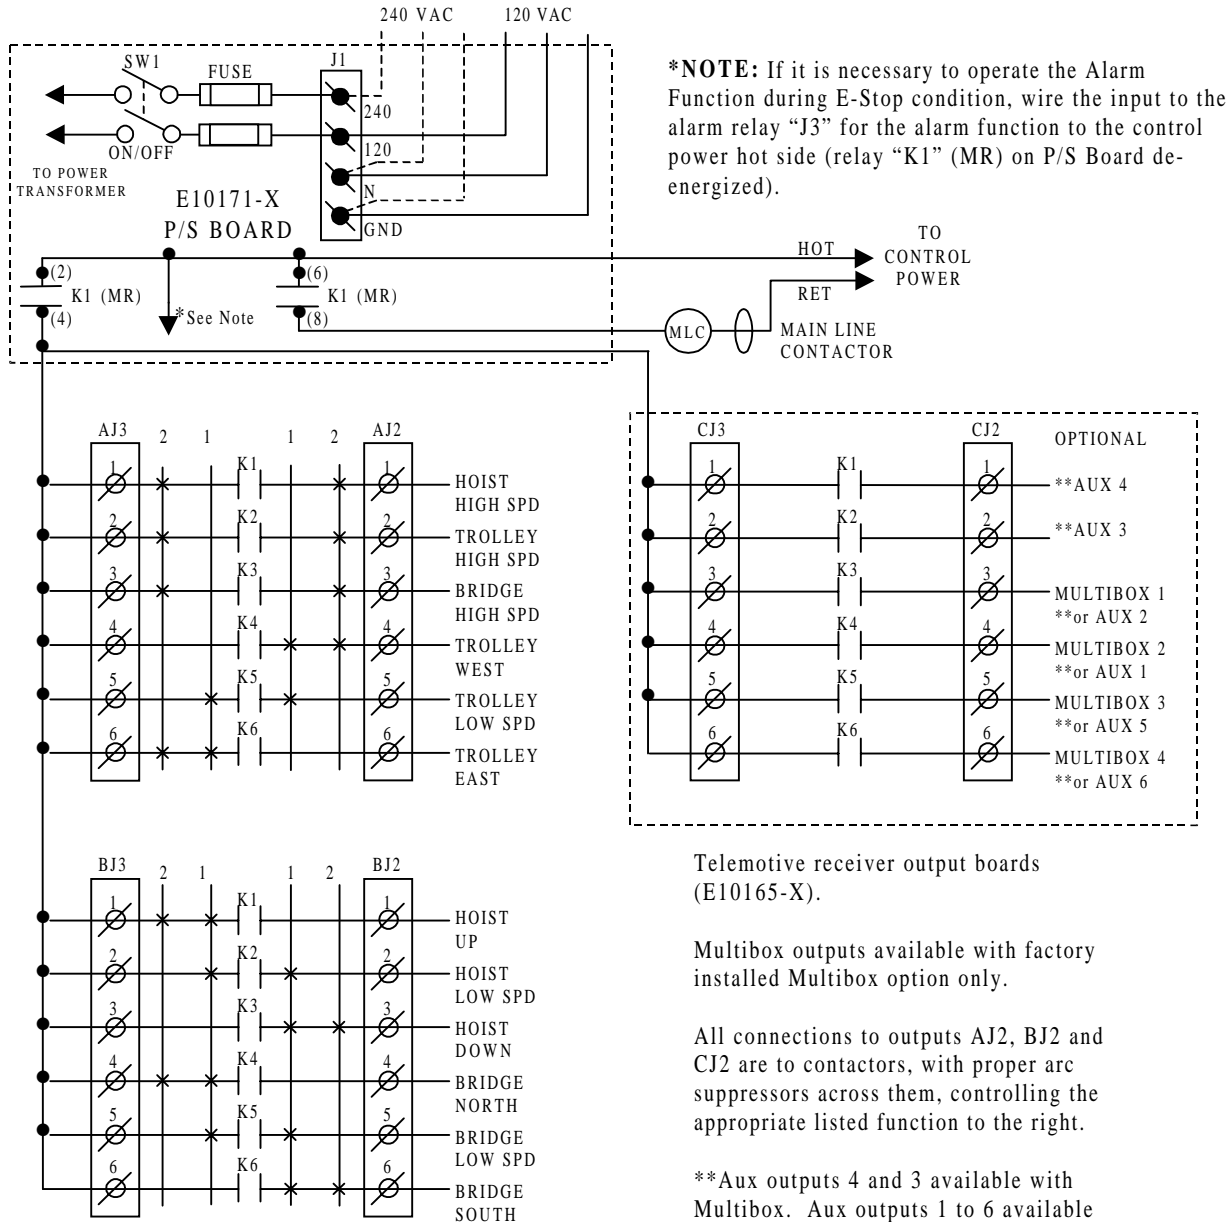 240 VAC
120 VAC
SW1
FUSE
J1
240
120
N
GND
ON/OFF
TO POWER
TRANSFORMER
E10171-X
P/S BOARD
*NOTE: If it is necessary to operate the Alarm
Function during E-Stop condition, wire the input to the
alarm relay “J3” for the alarm function to the control
power hot side (relay “K1” (MR) on P/S Board de-
energized).
(2)
K1 (MR)
(4)
*See Note
(6)
K1 (MR)
(8)
HOT
RET
TO
CONTROL
POWER
MLC
MAIN LINE
CONTACTOR
AJ3
2
1
1
2
AJ2
1
K1
1
HOIST
HIGH SPD
2
K2
2
TROLLEY
HIGH SPD
3
K3
3
BRIDGE
HIGH SPD
4
K4
4
TROLLEY
WEST
5
K5
5
TROLLEY
LOW SPD
6
K6
6
TROLLEY
EAST
CJ3
CJ2
OPTIONAL
1
K1
1
**AUX 4
2
K2
2
**AUX 3
3
K3
3
MULTIBOX 1
**or AUX 2
4
K4
4
MULTIBOX 2
**or AUX 1
5
K5
5
MULTIBOX 3
**or AUX 5
6
K6
6
MULTIBOX 4
**or AUX 6
BJ3
2
1
1
2
BJ2
1
K1
1
HOIST
UP
2
K2
2
HOIST
LOW SPD
3
K3
3
HOIST
DOWN
4
K4
4
BRIDGE
NORTH
5
K5
5
BRIDGE
LOW SPD
6
K6
6
BRIDGE
SOUTH
Telemotive receiver output boards
(E10165-X).
Multibox outputs available with factory
installed Multibox option only.
All connections to outputs AJ2, BJ2 and
CJ2 are to contactors, with proper arc
suppressors across them, controlling the
appropriate listed function to the right.
**Aux outputs 4 and 3 available with
Multibox. Aux outputs 1 to 6 available